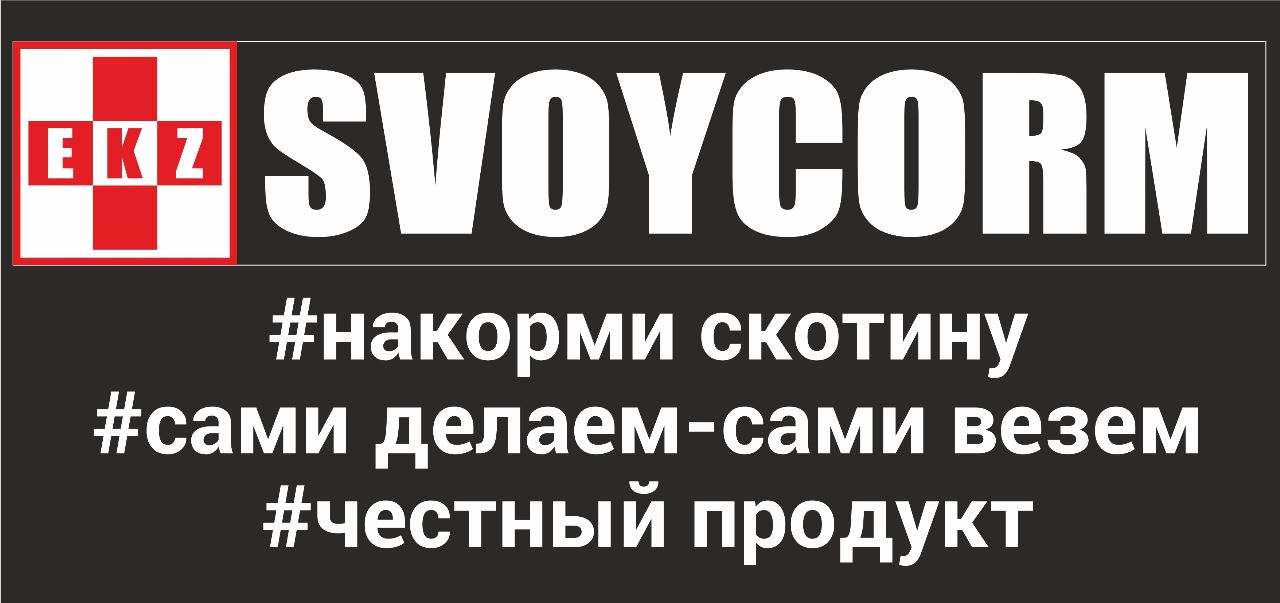 EKZ SVOYCORM
#накорми скотину
#сами делаем-сами везем
#честный продукт